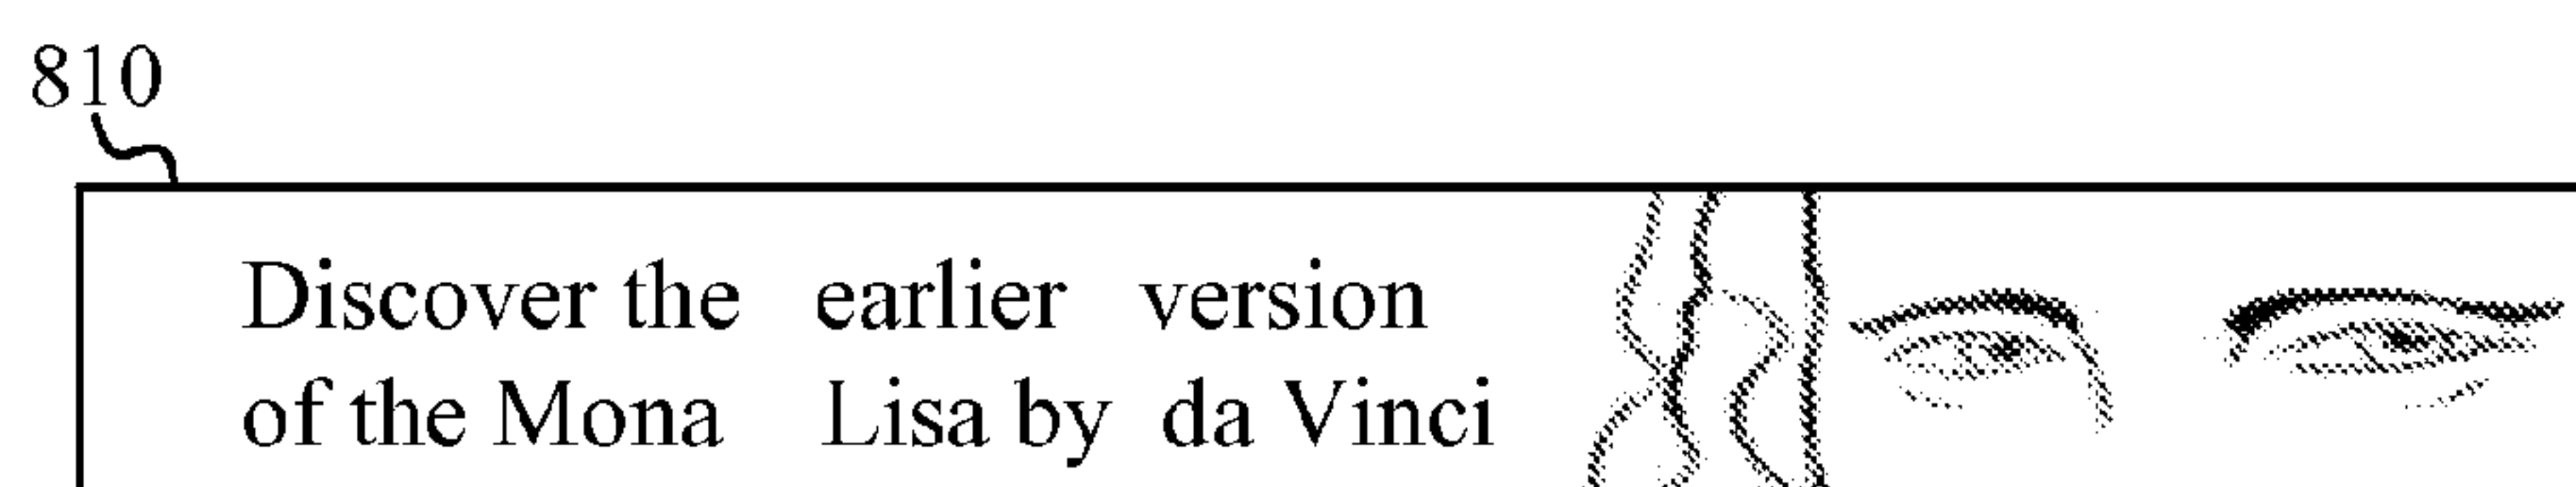 810
Discover the earlier version
of the Mona Lisa by da Vinci